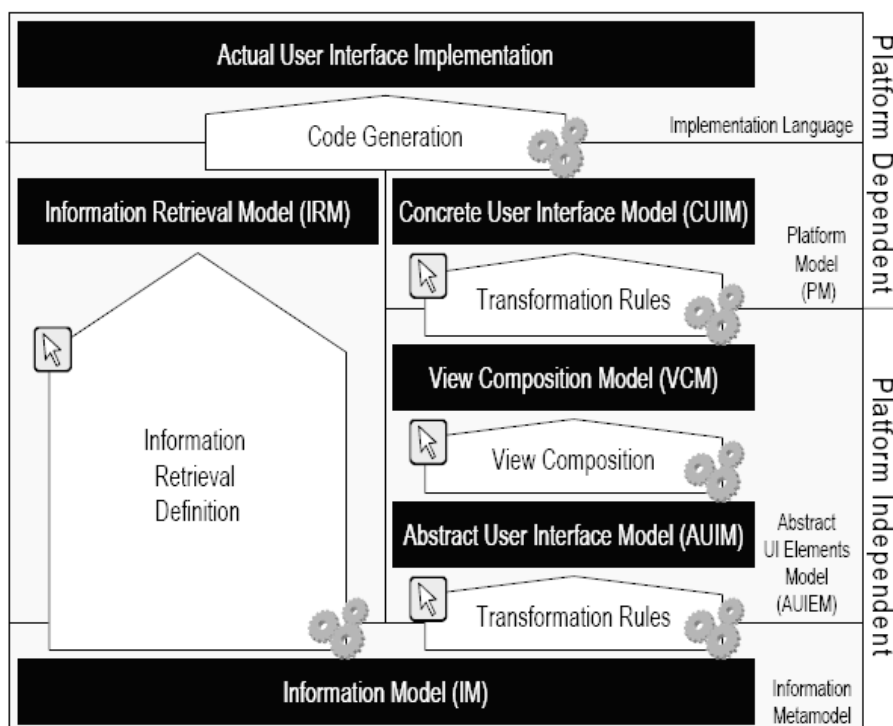 Actual User Interface Implementation
Code Generation
Implementation Language
Platform Dependent
Information Retrieval Model (IRM)
Concrete User Interface Model (CUIM)
Platform
Model
(PM)
Transformation Rules
View Composition Model (VCM)
Information
Retrieval
Definition
View Composition
Platform Independent
Abstract User Interface Model (AUIM)
Abstract
UI Elements
Model
(AUIEM)
Transformation Rules
Information Model (IM)
Information
Metamodel